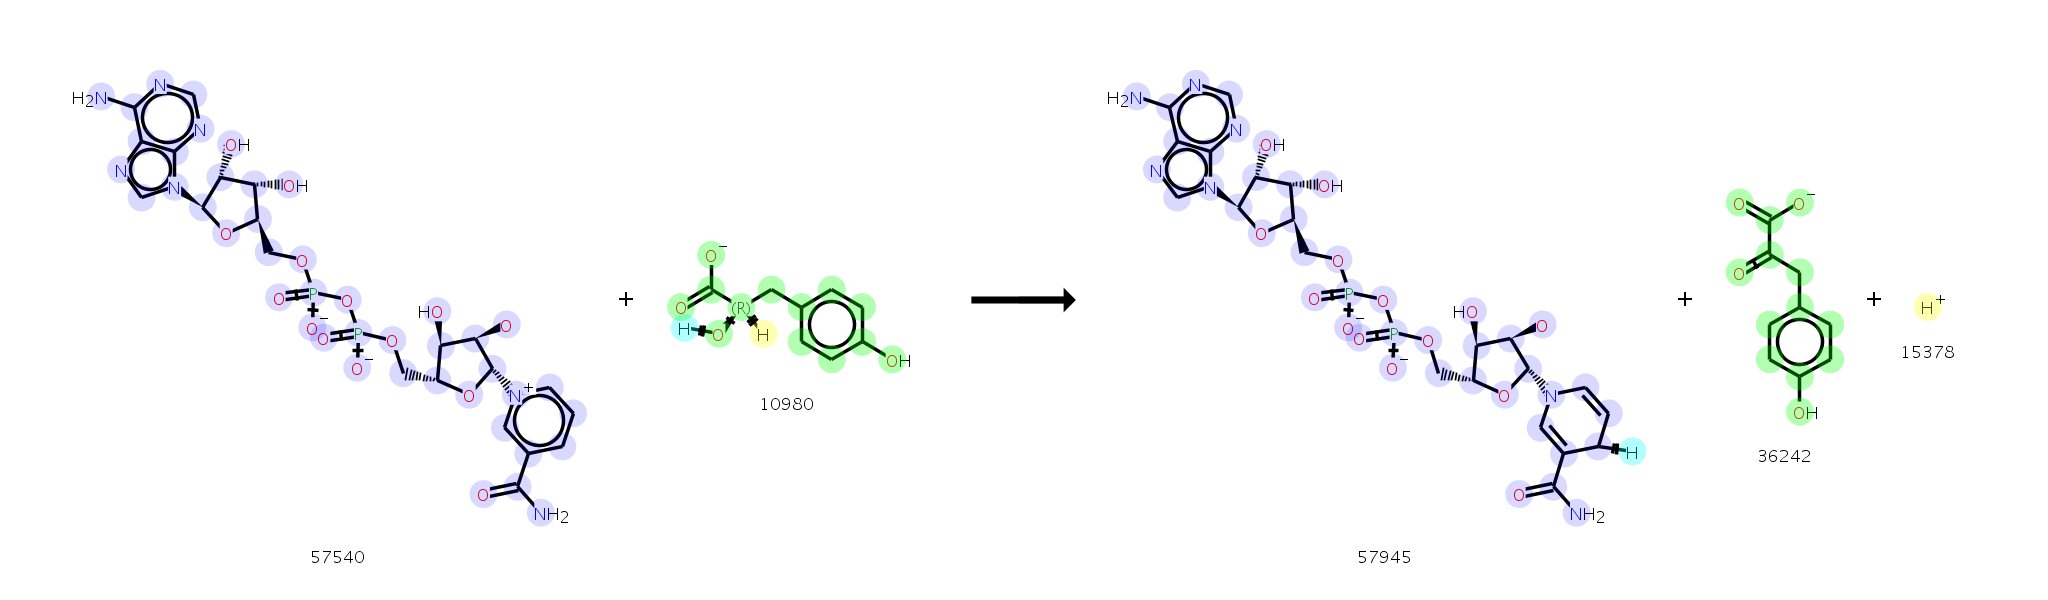 H2N N N N N OH OH O O O P O O− O P O− O O HO O O N+ O NH2
57540
+
O− O (R) H O H OH
10980
H2N N N N N OH OH O O O P O O− O P O− O O HO O O N H O NH2
57945
+
O O− O OH
36242
+
H+
15378